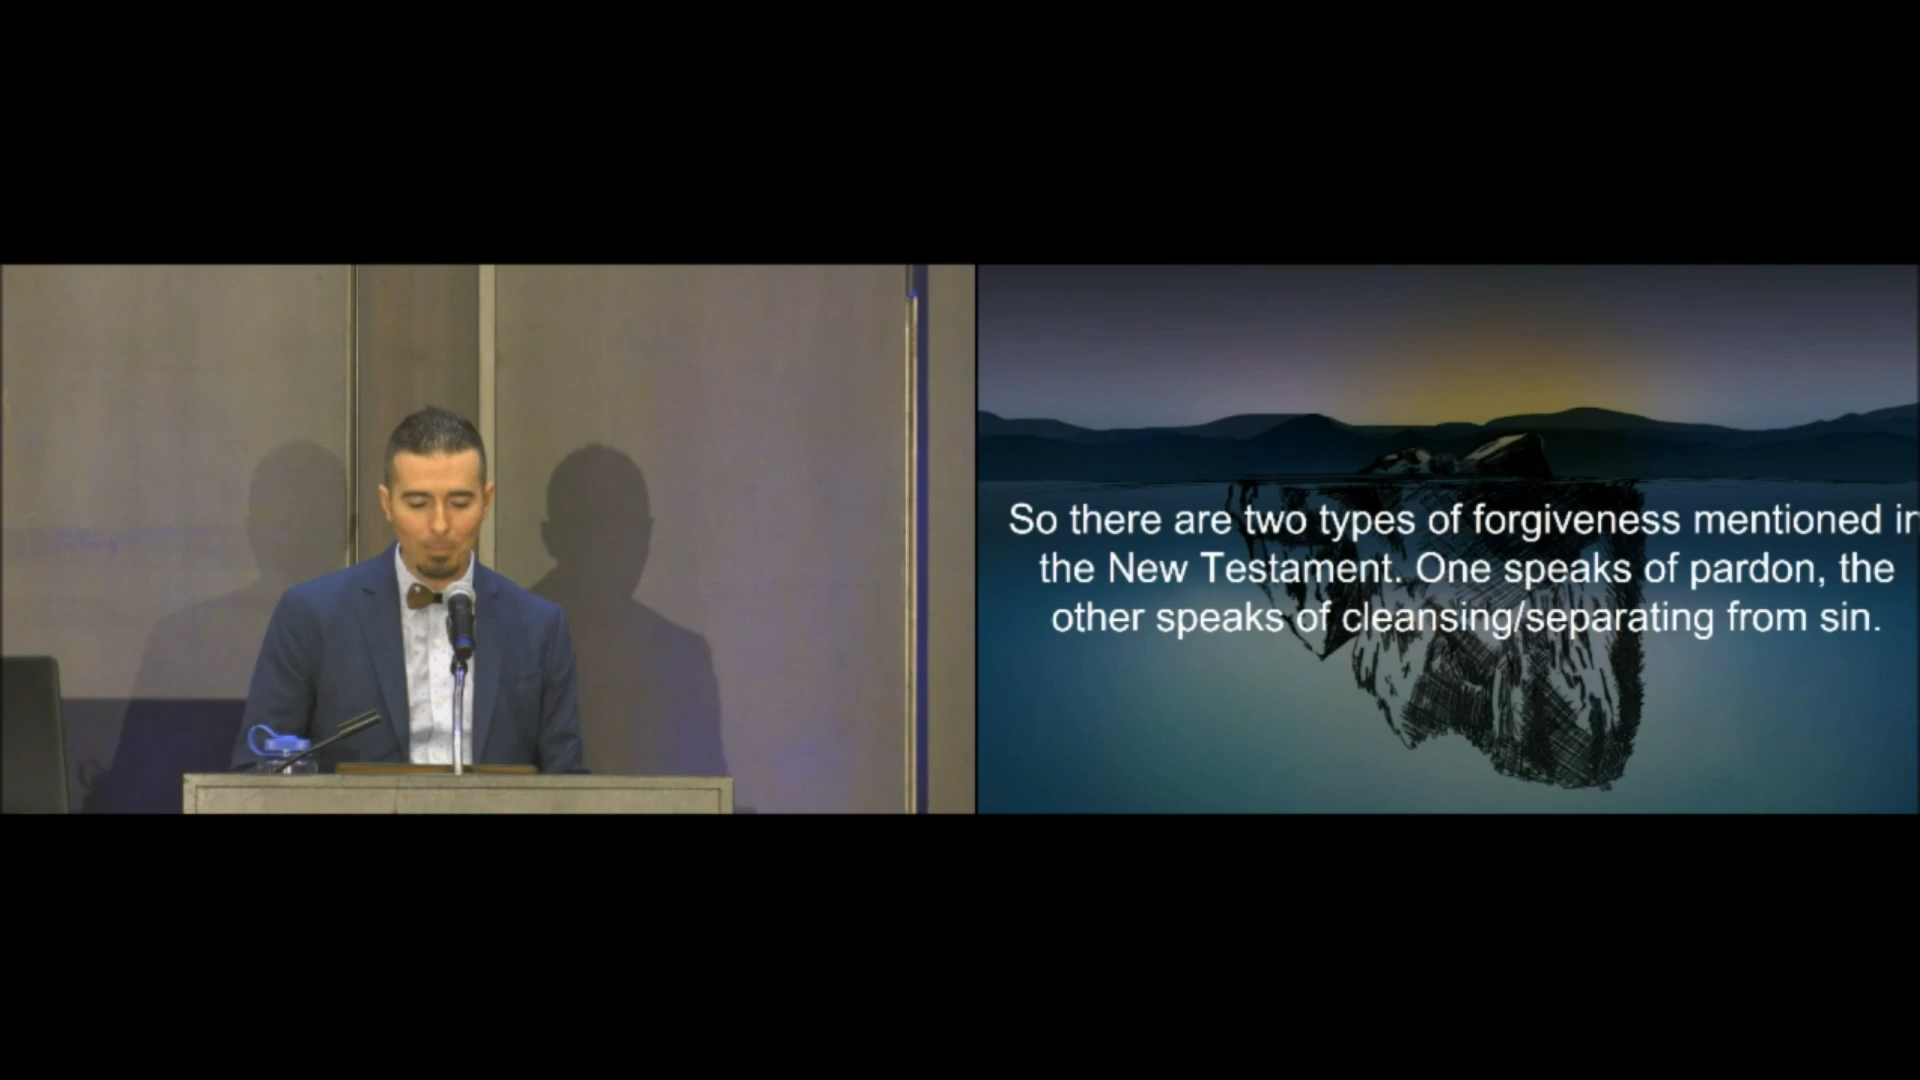 So there are two types of forgiveness mentioned in
the New Testament. One speaks of pardon, the
other speaks of cleansing/separating from sin.